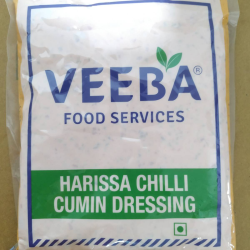 VEEBA®
FOOD SERVICES
HARISSA CHILLI
CUMIN DRESSING